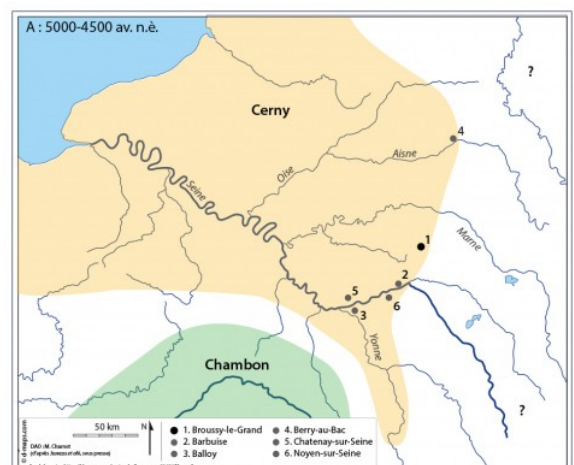 A : 5000-4500 av. n.è.
?
Cerny
4
Aisne
Oise
Seine
1
Marne
2
5
6
3
Yonne
Chambon
?
50 km
N
© d-maps.com
DAO : M. Charnot
1. Broussy-le-Grand
2. Barbuise
3. Balloy
4. Berry-au-Bac
5. Chatenay-sur-Seine
6. Noyen-sur-Seine